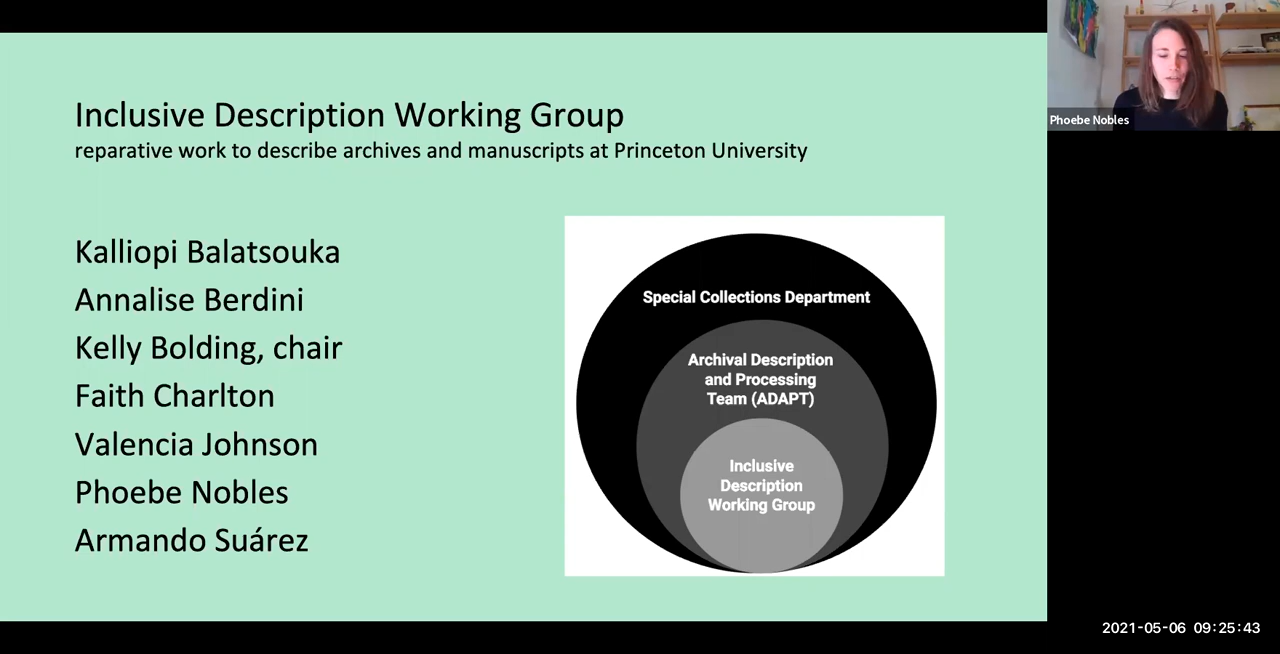 Inclusive Description Working Group
reparative work to describe archives and manuscripts at Princeton University
Kalliopi Balatsouka
Annalise Berdini
Kelly Bolding, chair
Faith Charlton
Valencia Johnson
Phoebe Nobles
Armando Suárez
Special Collections Department
Archival Description
and Processing
Team (ADAPT)
Inclusive
Description
Working Group
Phoebe Nobles
2021-05-06 09:25:43